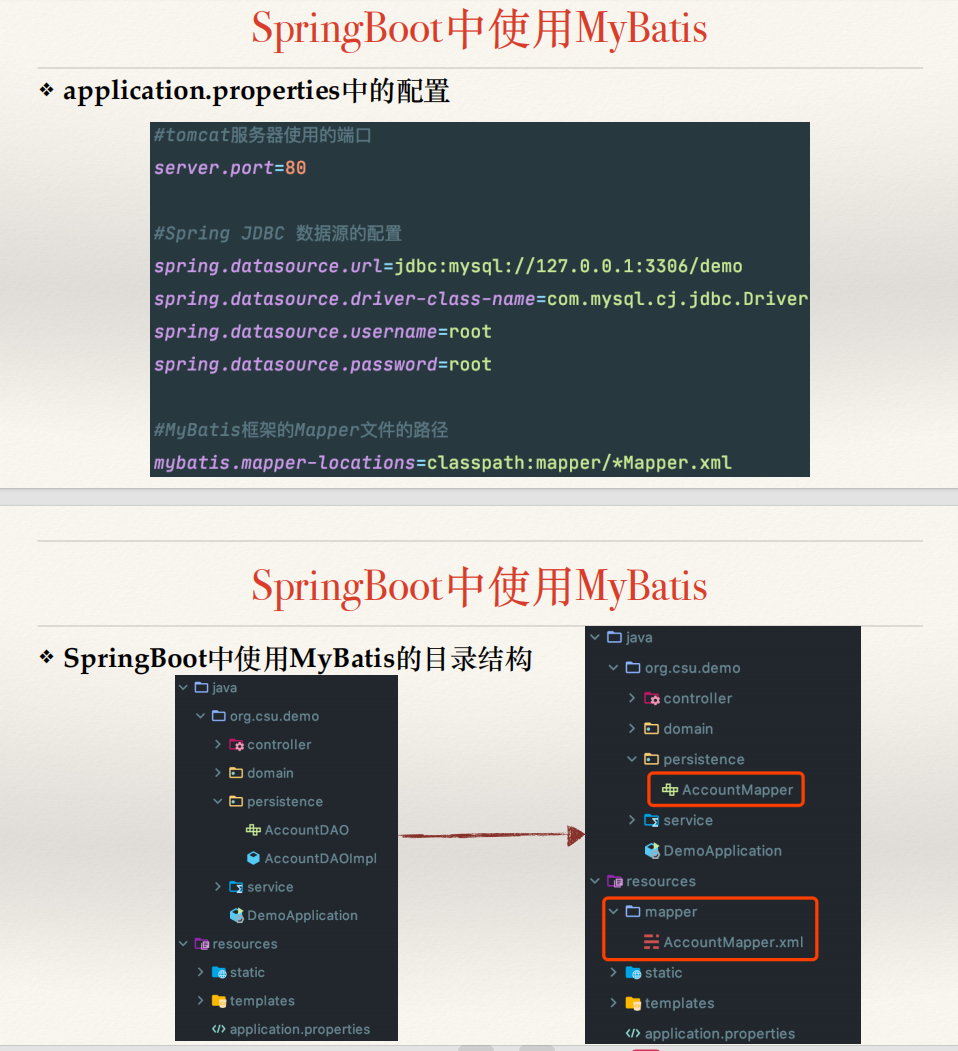 SpringBoot中使用MyBatis
❖ application.properties中的配置
#tomcat服务器使用的端口
server.port=80
#Spring JDBC 数据源的配置
spring.datasource.url=jdbc:mysql://127.0.0.1:3306/demo
spring.datasource.driver-class-name=com.mysql.cj.jdbc.Driver
spring.datasource.username=root
spring.datasource.password=root
#MyBatis框架的Mapper文件的路径
mybatis.mapper-locations=classpath:mapper/*Mapper.xml
SpringBoot中使用MyBatis
❖ SpringBoot中使用MyBatis的目录结构
java
org.csu.demo
controller
domain
persistence
AccountDAO
AccountDAOImpl
service
DemoApplication
resources
static
templates
application.properties
java
org.csu.demo
controller
domain
persistence
AccountMapper
service
DemoApplication
resources
mapper
AccountMapper.xml
static
templates
application.properties